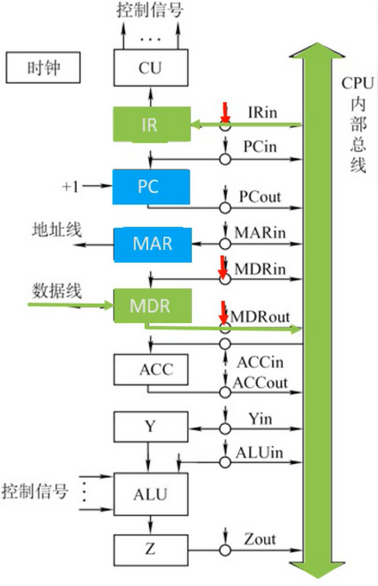 控制信号
...
时钟
CU
CPU
内
部
总
线
IR
IRin
PCin
+1
PC
PCout
地址线
MAR
MARin
MDRin
数据线
MDR
MDRout
ACC
ACCin
ACCout
Y
Yin
ALUin
控制信号
ALU
Z
Zout